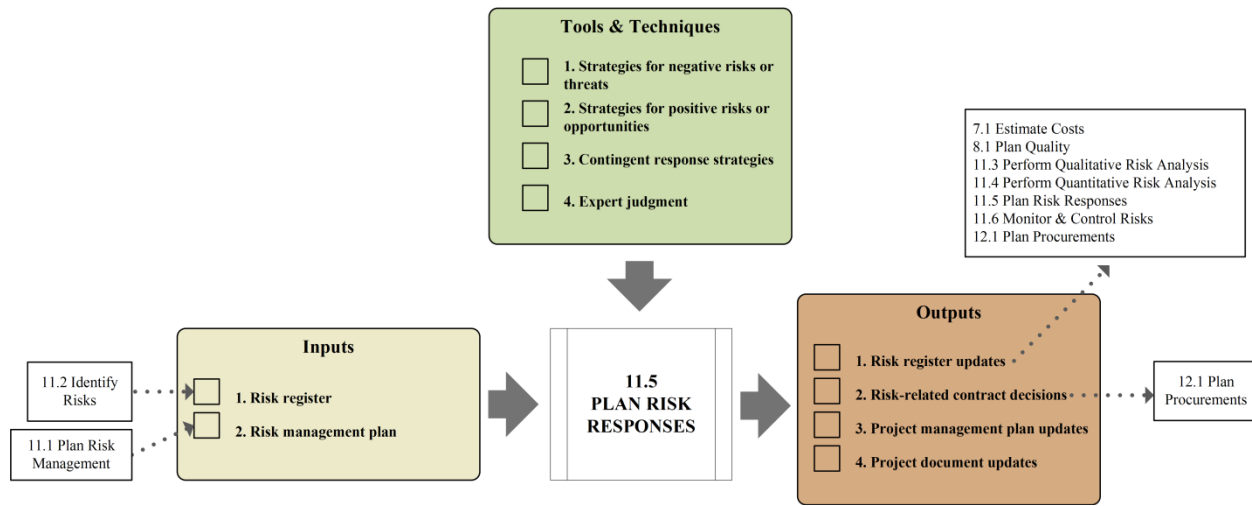 Tools & Techniques
1. Strategies for negative risks or
threats
2. Strategies for positive risks or
opportunities
3. Contingent response strategies
4. Expert judgment
7.1 Estimate Costs
8.1 Plan Quality
11.3 Perform Qualitative Risk Analysis
11.4 Perform Quantitative Risk Analysis
11.5 Plan Risk Responses
11.6 Monitor & Control Risks
12.1 Plan Procurements
11.2 Identify
Risks
11.1 Plan Risk
Management
Inputs
1. Risk register
2. Risk management plan
11.5
PLAN RISK
RESPONSES
Outputs
1. Risk register updates
2. Risk-related contract decisions
3. Project management plan updates
4. Project document updates
12.1 Plan
Procurements